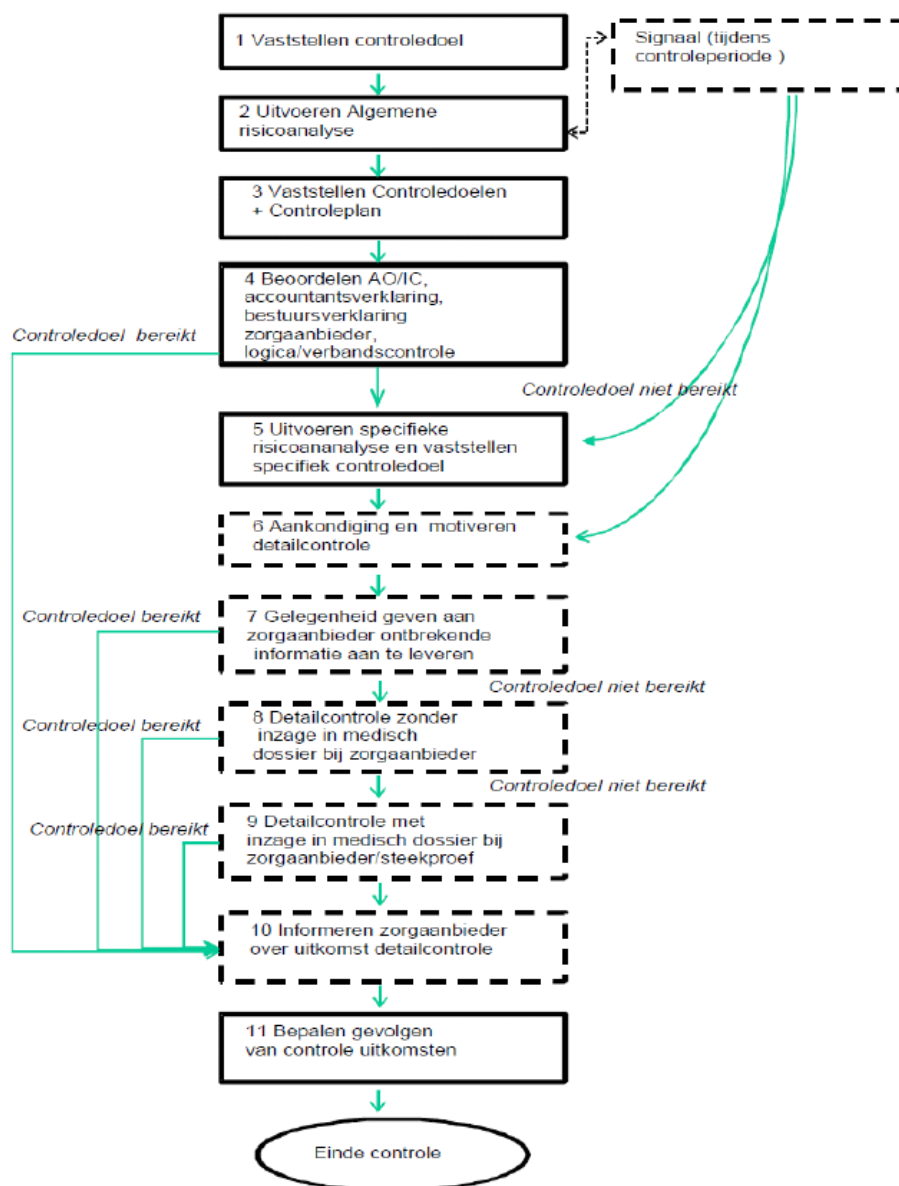 1 Vaststellen controledoel
Signaal (tijdens
controleperiode )
2 Uitvoeren Algemene
risicoanalyse
3 Vaststellen Controledoelen
+ Controleplan
4 Beoordelen AO/IC,
accountantsverklaring,
bestuursverklaring
zorgaanbieder,
logica/verbandscontrole
Controledoel bereikt
Controledoel niet bereikt
5 Uitvoeren specifieke
risicoananalyse en vaststellen
specifiek controledoel
6 Aankondiging en motiveren
detailcontrole
Controledoel bereikt
7 Gelegenheid geven aan
zorgaanbieder ontbrekende
informatie aan te leveren
Controledoel niet bereikt
Controledoel bereikt
8 Detailcontrole zonder
inzage in medisch
dossier bij zorgaanbieder
Controledoel niet bereikt
Controledoel bereikt
9 Detailcontrole met
inzage in medisch dossier bij
zorgaanbieder/steekproef
10 Informeren zorgaanbieder
over uitkomst detailcontrole
11 Bepalen gevolgen
van controle uitkomsten
Einde controle